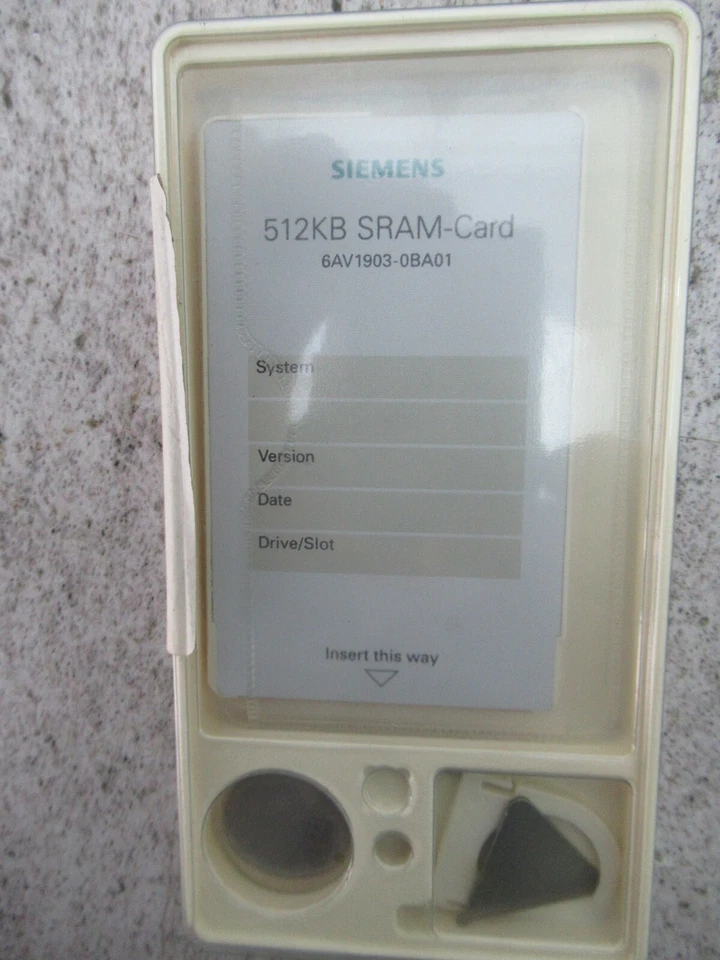 SIEMENS
512KB SRAM-Card
6AV1903-0BA01
System
Version
Date
Drive/Slot
Insert this way